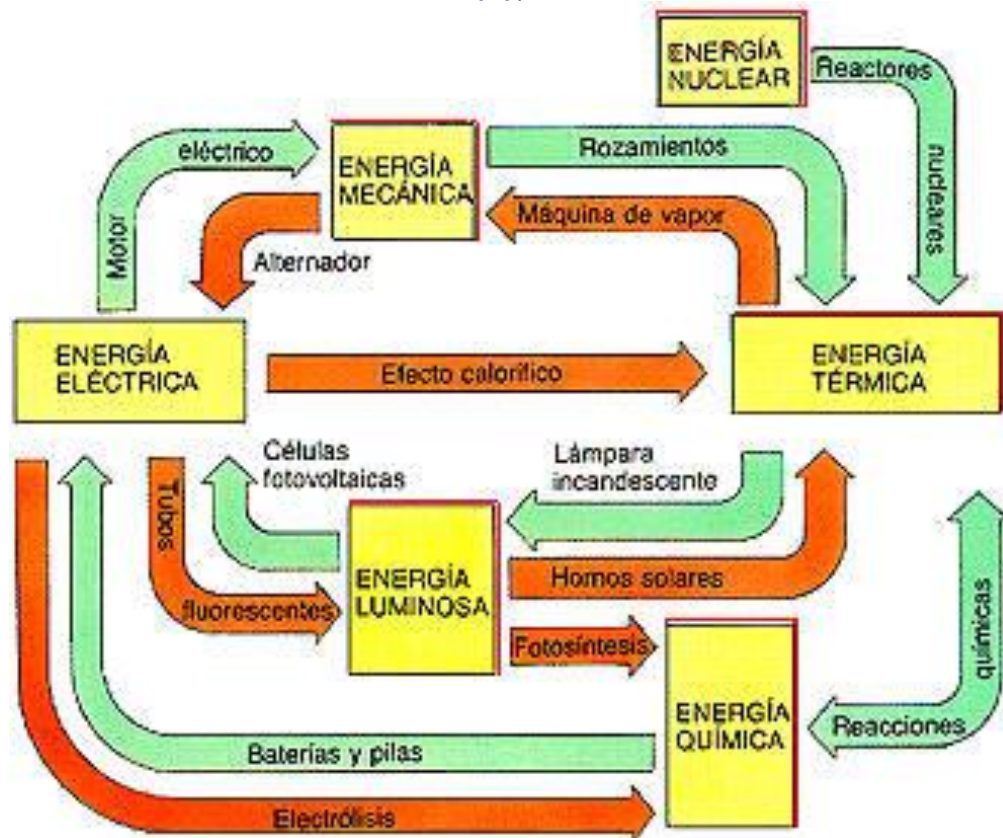 ENERGÍA
NUCLEAR
Reactores
nucleares
eléctrico
Motor
ENERGÍA
MECÁNICA
Rozamientos
Máquina de vapor
Alternador
ENERGÍA
ELÉCTRICA
Efecto calorífico
ENERGÍA
TÉRMICA
Células
fotovoltaicas
Lámpara
incandescente
Tubos
fluorescentes
ENERGÍA
LUMINOSA
Hornos solares
Fotosíntesis
químicas
Reacciones
ENERGÍA
QUÍMICA
Baterías y pilas
Electrólisis